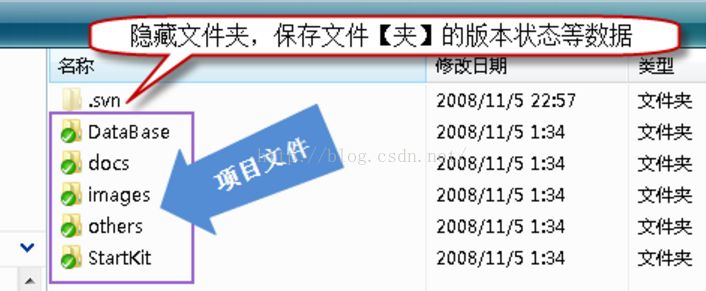 隐藏文件夹，保存文件【夹】的版本状态等数据
名称 修改日期 类型
.svn 2008/11/5 22:57 文件夹
DataBase 2008/11/5 1:34 文件夹
docs 2008/11/5 1:34 文件夹
images 2008/11/5 1:34 文件夹
others 2008/11/5 1:34 文件夹
StartKit 2008/11/5 1:34 文件夹
项目文件
http://blog.csdn.net/